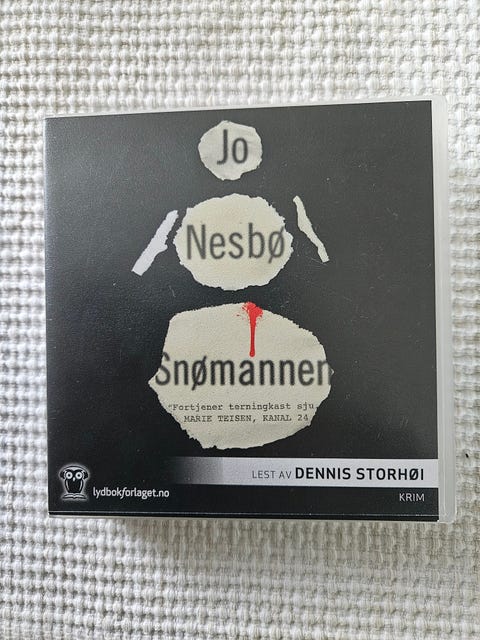 Jo
Nesbø
Snømannen
"Fortjener terningkast sju.
MARIE TEISEN, KANAL 24
LEST AV DENNIS STORHØI
lydbokforlaget.no
KRIM